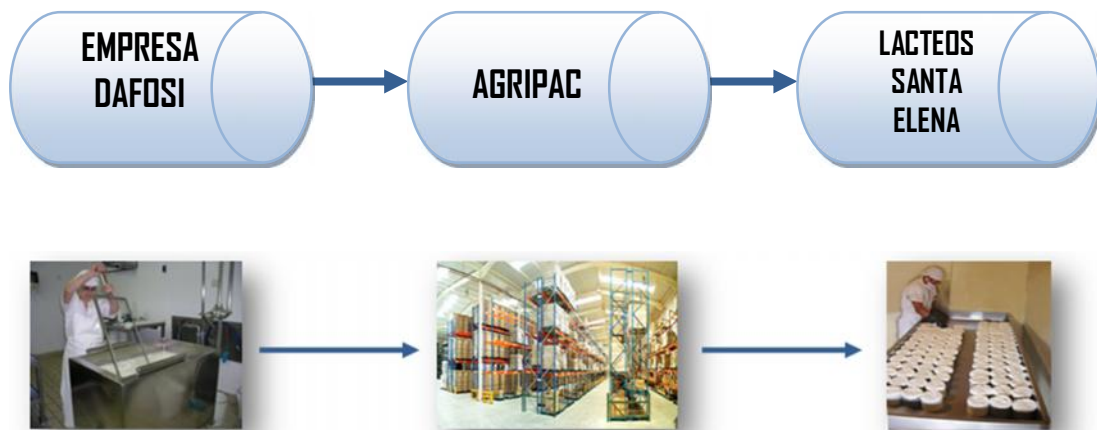 EMPRESA
DAFOSI
AGRIPAC
LACTEOS
SANTA
ELENA